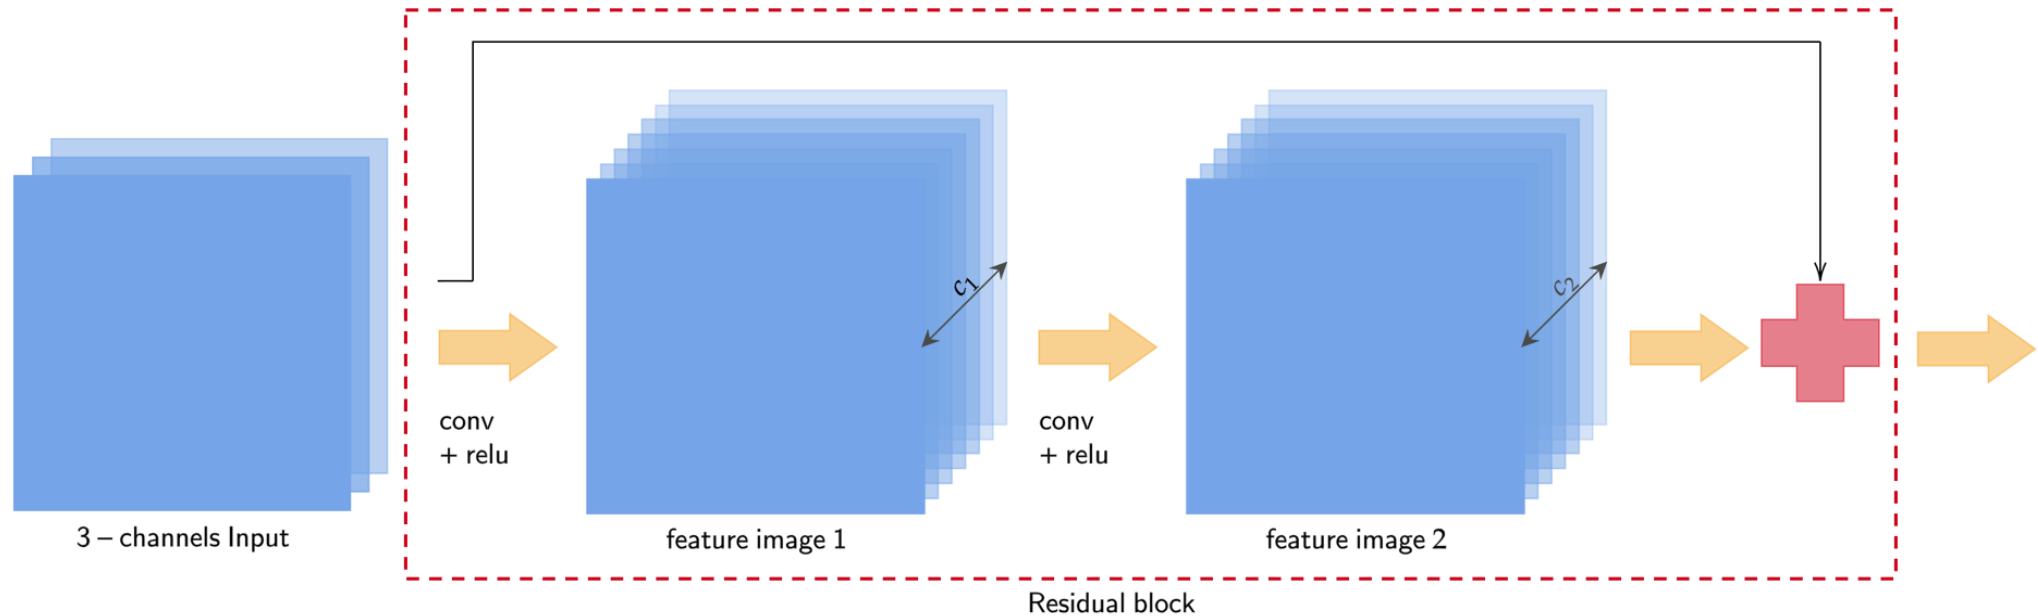 c1
c2
conv
+ relu
conv
+ relu
3 – channels Input
feature image 1
feature image 2
Residual block